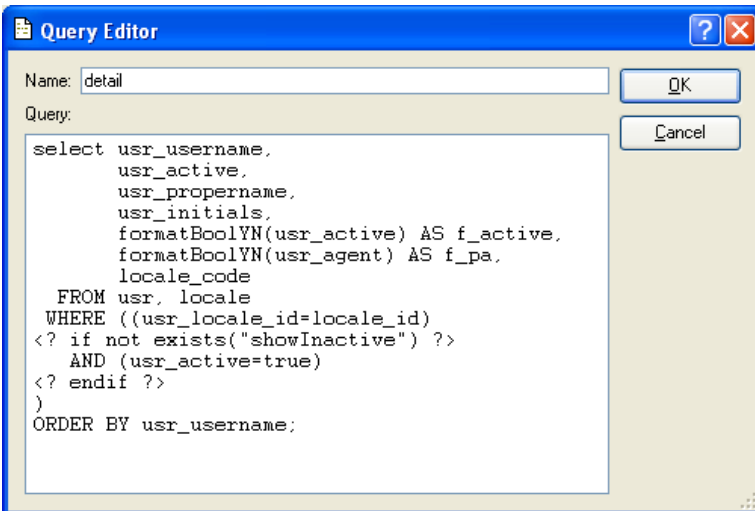 Query Editor
Name: detail
OK
Query:
Cancel
select usr_username,
       usr_active,
       usr_propername,
       usr_initials,
       formatBoolYN(usr_active) AS f_active,
       formatBoolYN(usr_agent) AS f_pa,
       locale_code
  FROM usr, locale
 WHERE ((usr_locale_id=locale_id)
<? if not exists("showInactive") ?>
   AND (usr_active=true)
<? endif ?>
)
ORDER BY usr_username;